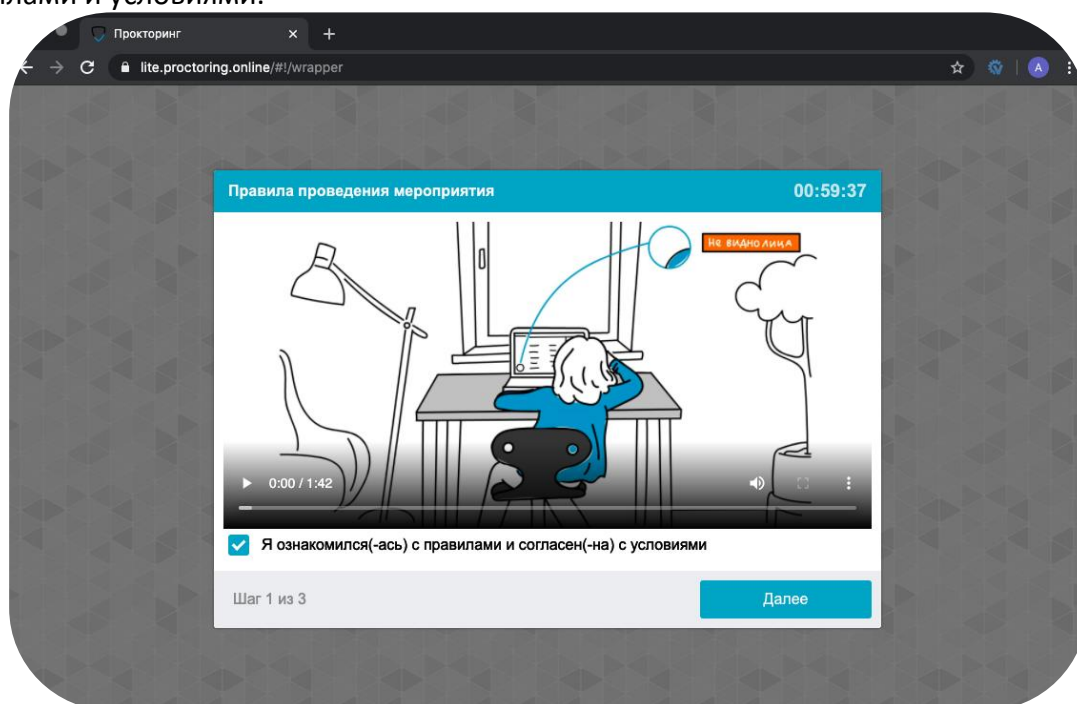 и условиями.
Прокторинг
lite.proctoring.online/#!/wrapper
A
Правила проведения мероприятия
00:59:37
НЕ ВИДНО ЛИЦА
0:00 / 1:42
Я ознакомился(-ась) с правилами и согласен(-на) с условиями
Шаг 1 из 3
Далее